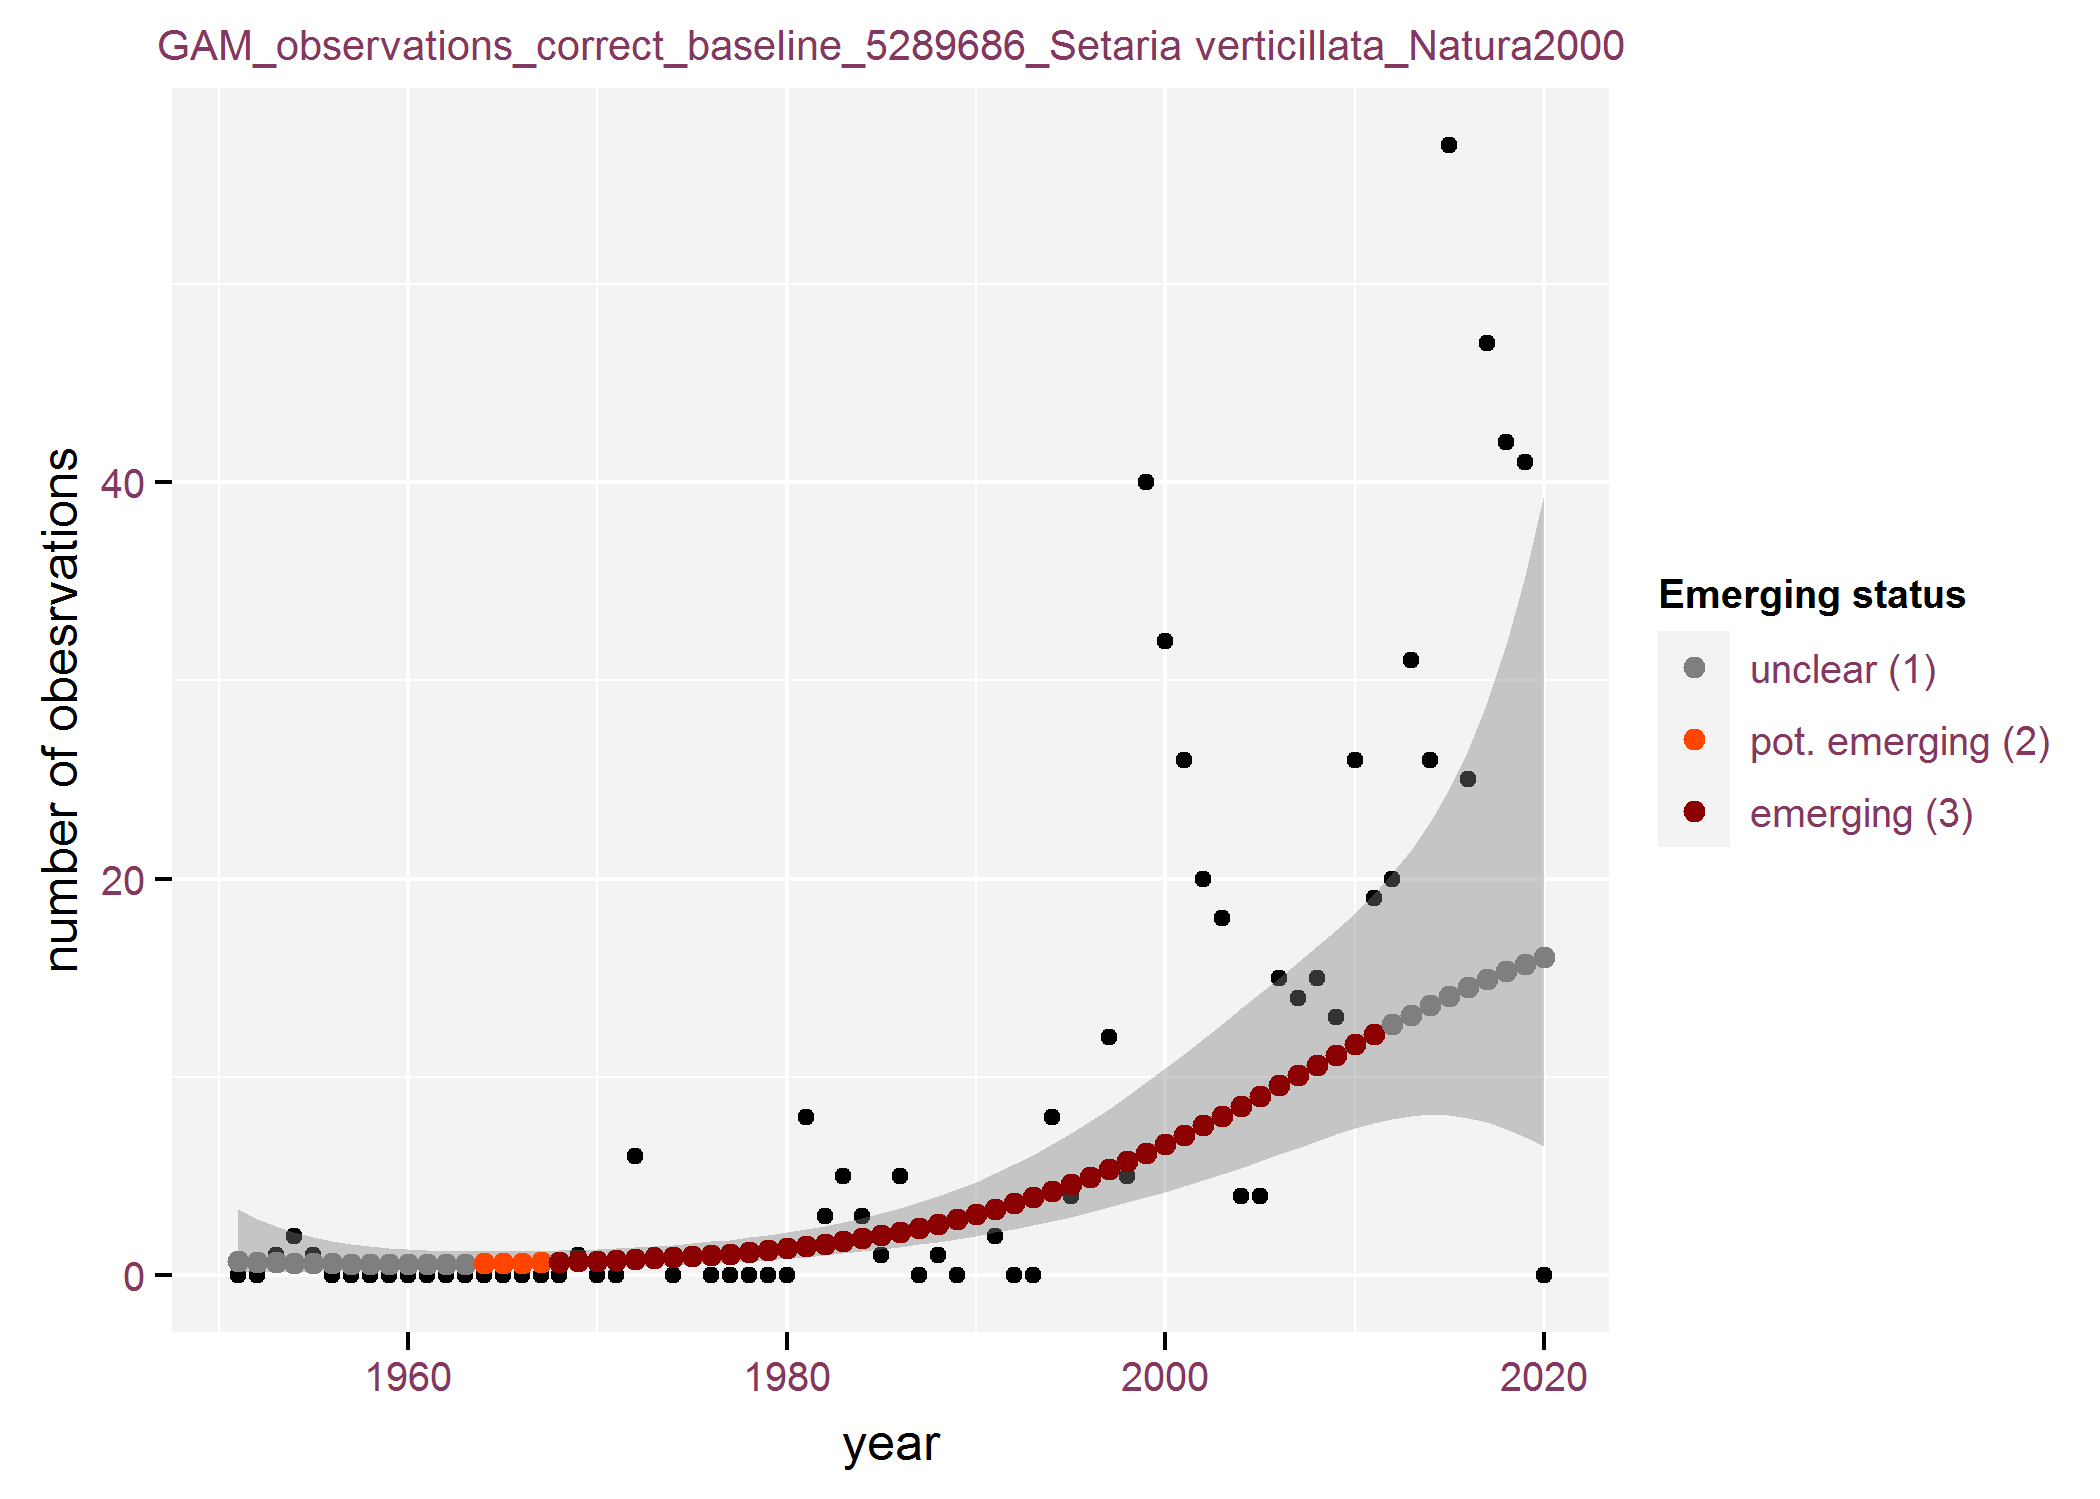 GAM_observations_correct_baseline_5289686_Setaria verticillata_Natura2000
number of obesrvations
40
20
0
1960
1980
2000
2020
year
Emerging status
unclear (1)
pot. emerging (2)
emerging (3)